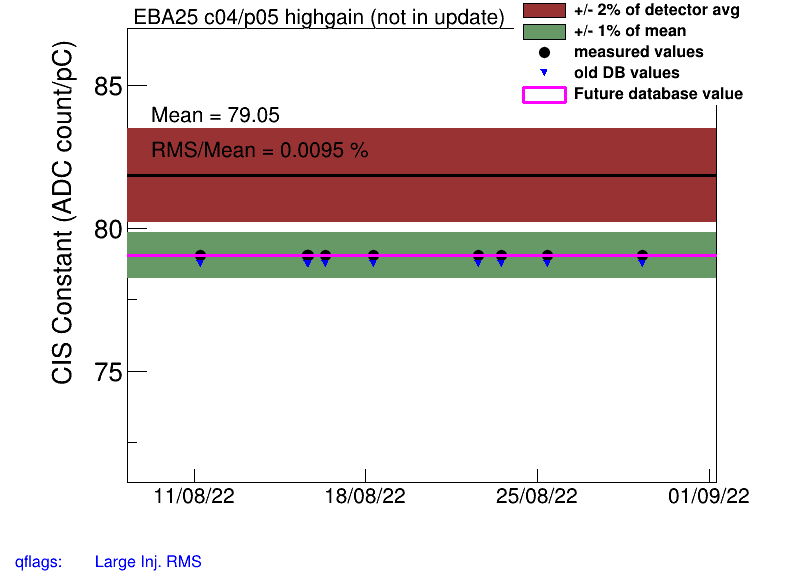 EBA25 c04/p05 highgain (not in update)
+/- 2% of detector avg
+/- 1% of mean
measured values
old DB values
Future database value
CIS Constant (ADC count/pC)
85
80
75
Mean = 79.05
RMS/Mean = 0.0095 %
11/08/22 18/08/22 25/08/22 01/09/22
qflags: Large Inj. RMS